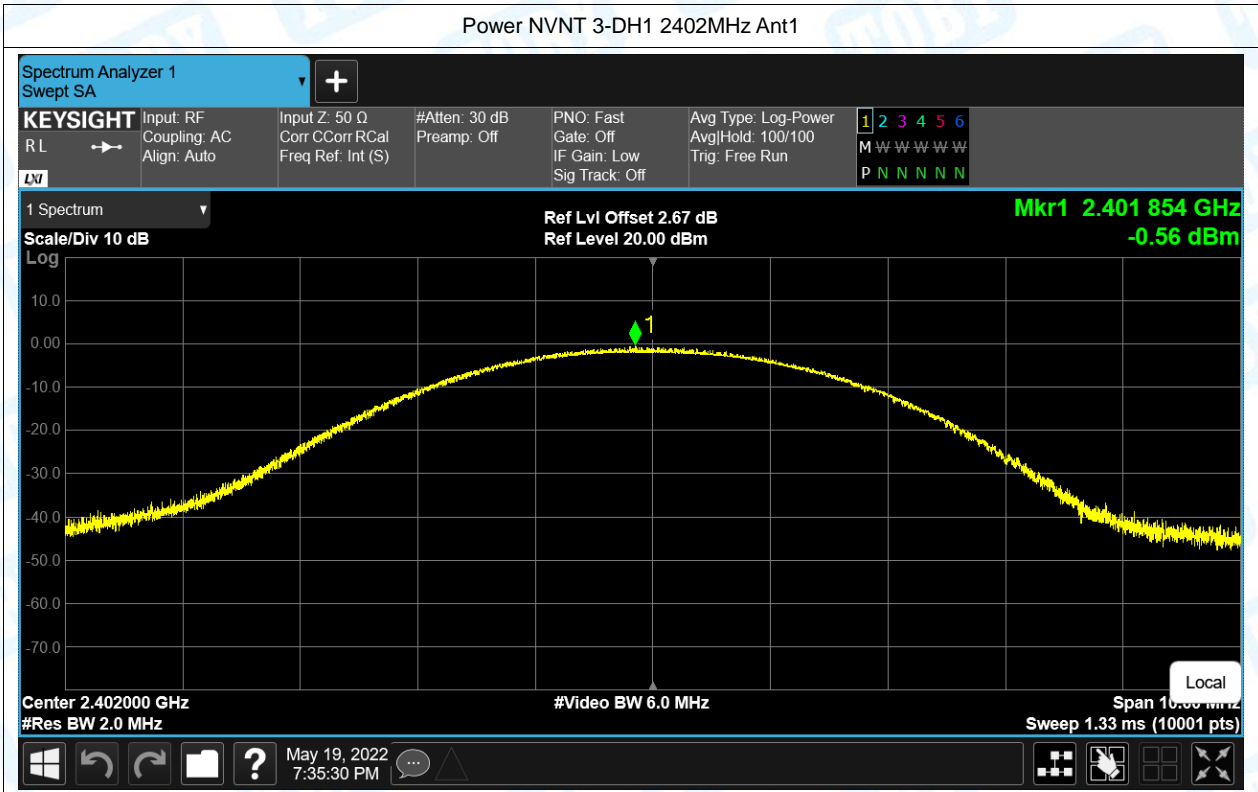 Power NVNT 3-DH1 2402MHz Ant1
Spectrum Analyzer 1
Swept SA
KEYSIGHT
R L
LXI
Input: RF
Coupling: AC
Align: Auto
Input Z: 50 Ω
Corr CCorr RCal
Freq Ref: Int (S)
#Atten: 30 dB
Preamp: Off
PNO: Fast
Gate: Off
IF Gain: Low
Sig Track: Off
Avg Type: Log-Power
Avg|Hold: 100/100
Trig: Free Run
1 2 3 4 5 6
M W W W W W
P N N N N N
1 Spectrum
Scale/Div 10 dB
Log
Ref Lvl Offset 2.67 dB
Ref Level 20.00 dBm
Mkr1 2.401 854 GHz
-0.56 dBm
1
10.0
0.00
-10.0
-20.0
-30.0
-40.0
-50.0
-60.0
-70.0
Local
Center 2.402000 GHz
#Video BW 6.0 MHz
Span 10.00 MHz
#Res BW 2.0 MHz
Sweep 1.33 ms (10001 pts)
?
May 19, 2022
7:35:30 PM